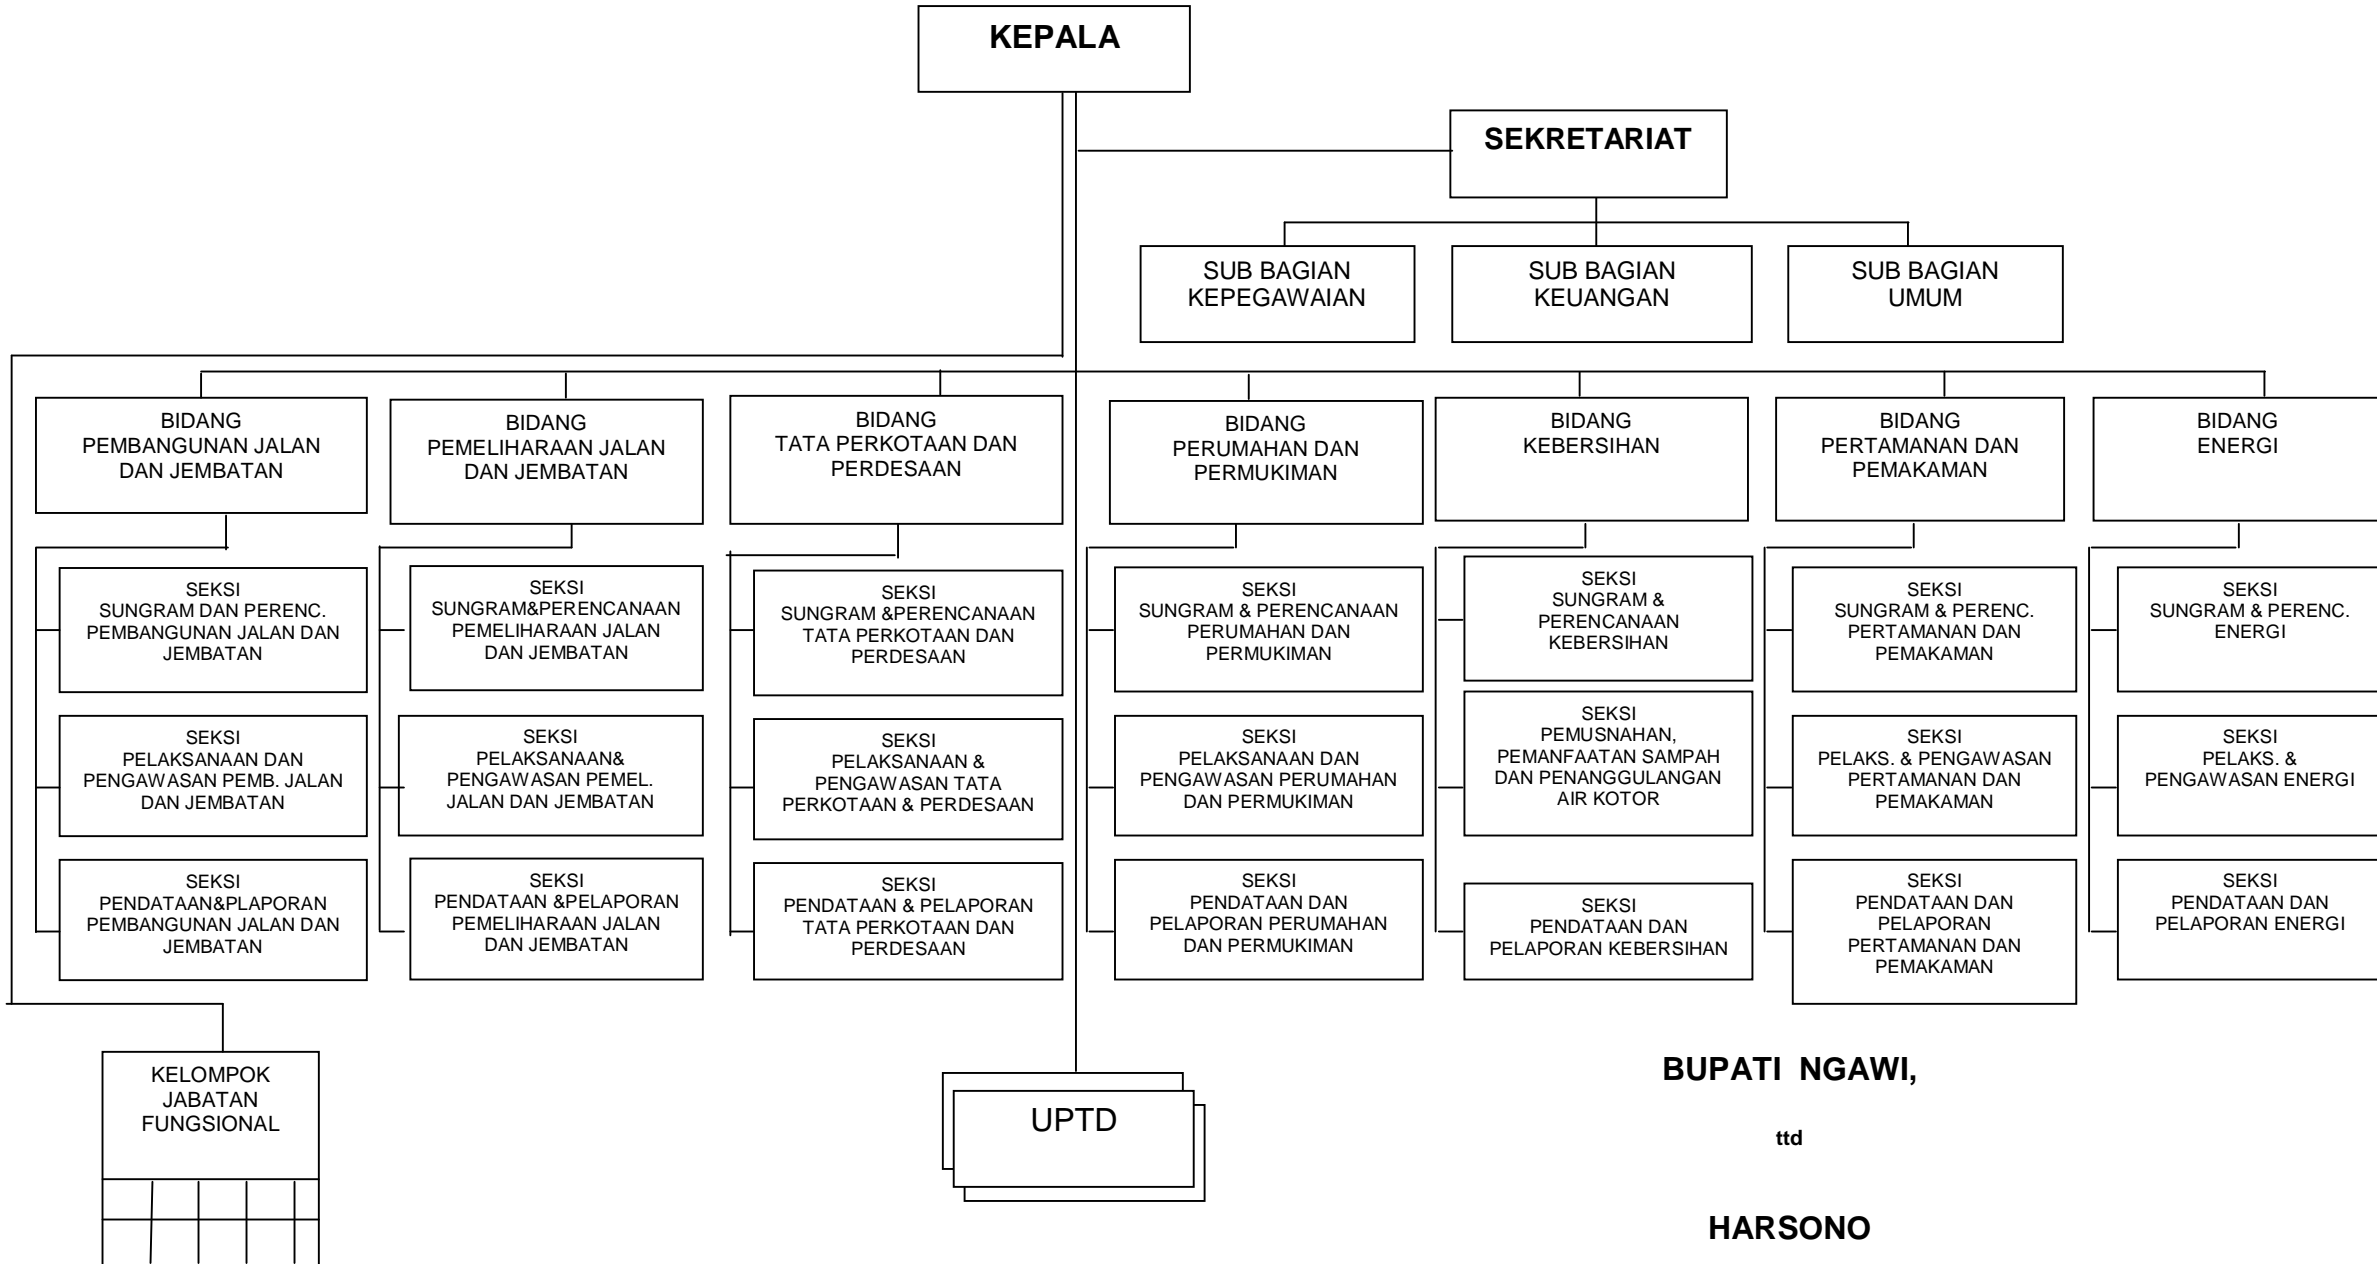 KEPALA
SEKRETARIAT
SUB BAGIAN
KEPEGAWAIAN
SUB BAGIAN
KEUANGAN
SUB BAGIAN
UMUM
BIDANG
PEMBANGUNAN JALAN
DAN JEMBATAN
BIDANG
PEMELIHARAAN JALAN
DAN JEMBATAN
BIDANG
TATA PERKOTAAN DAN
PERDESAAN
BIDANG
PERUMAHAN DAN
PERMUKIMAN
BIDANG
KEBERSIHAN
BIDANG
PERTAMANAN DAN
PEMAKAMAN
BIDANG
ENERGI
SEKSI
SUNGRAM DAN PERENC.
PEMBANGUNAN JALAN DAN
JEMBATAN
SEKSI
SUNGRAM&PERENCANAAN
PEMELIHARAAN JALAN
DAN JEMBATAN
SEKSI
SUNGRAM &PERENCANAAN
TATA PERKOTAAN DAN
PERDESAAN
SEKSI
SUNGRAM & PERENCANAAN
PERUMAHAN DAN
PERMUKIMAN
SEKSI
SUNGRAM &
PERENCANAAN
KEBERSIHAN
SEKSI
SUNGRAM & PERENC.
PERTAMANAN DAN
PEMAKAMAN
SEKSI
SUNGRAM & PERENC.
ENERGI
SEKSI
PELAKSANAAN DAN
PENGAWASAN PEMB. JALAN
DAN JEMBATAN
SEKSI
PELAKSANAAN&
PENGAWASAN PEMEL.
JALAN DAN JEMBATAN
SEKSI
PELAKSANAAN &
PENGAWASAN TATA
PERKOTAAN & PERDESAAN
SEKSI
PELAKSANAAN DAN
PENGAWASAN PERUMAHAN
DAN PERMUKIMAN
SEKSI
PEMUSNAHAN,
PEMANFAATAN SAMPAH
DAN PENANGGULANGAN
AIR KOTOR
SEKSI
PELAKS. & PENGAWASAN
PERTAMANAN DAN
PEMAKAMAN
SEKSI
PELAKS. &
PENGAWASAN ENERGI
SEKSI
PENDATAAN&PLAPORAN
PEMBANGUNAN JALAN DAN
JEMBATAN
SEKSI
PENDATAAN &PELAPORAN
PEMELIHARAAN JALAN
DAN JEMBATAN
SEKSI
PENDATAAN & PELAPORAN
TATA PERKOTAAN DAN
PERDESAAN
SEKSI
PENDATAAN DAN
PELAPORAN PERUMAHAN
DAN PERMUKIMAN
SEKSI
PENDATAAN DAN
PELAPORAN KEBERSIHAN
SEKSI
PENDATAAN DAN
PELAPORAN
PERTAMANAN DAN
PEMAKAMAN
SEKSI
PENDATAAN DAN
PELAPORAN ENERGI
KELOMPOK
JABATAN
FUNGSIONAL
UPTD
BUPATI NGAWI,
ttd
HARSONO